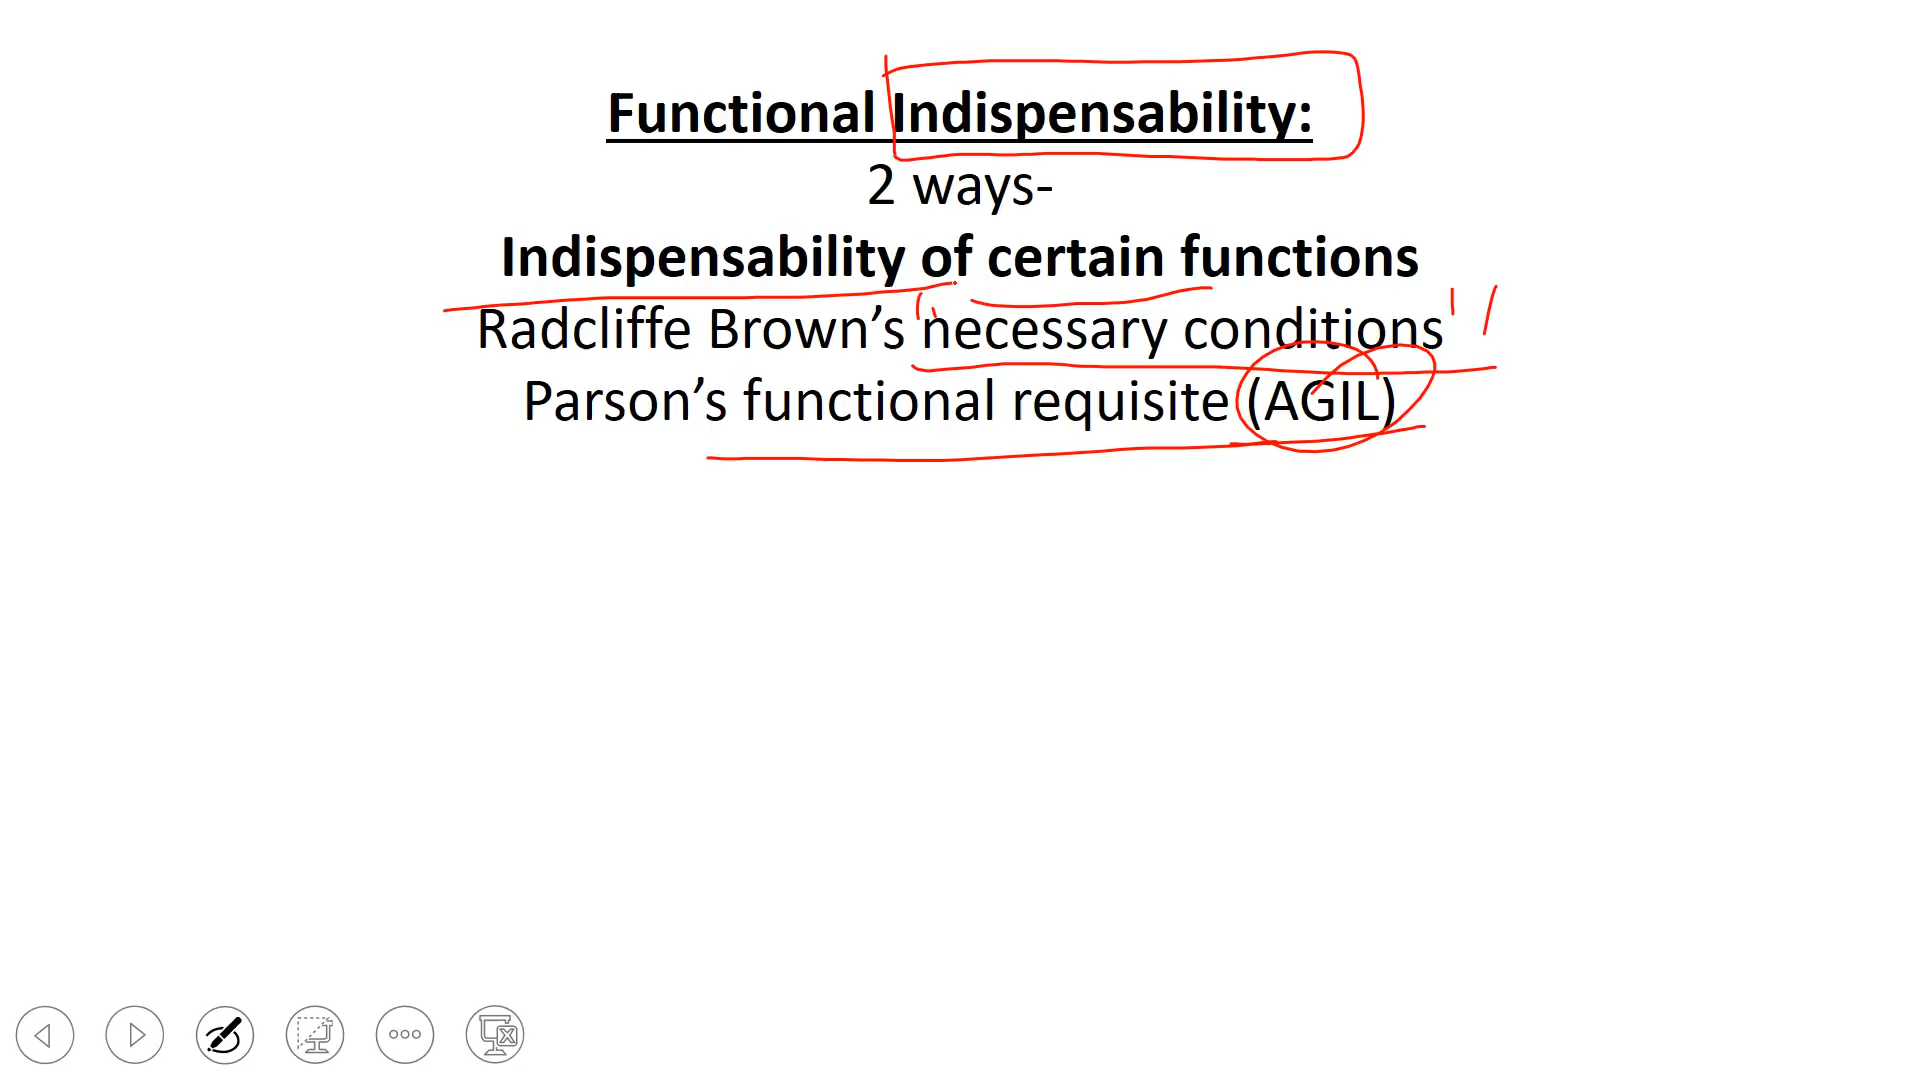 Functional Indispensability:
2 ways-
Indispensability of certain functions
Radcliffe Brown’s necessary conditions
Parson’s functional requisite (AGIL)